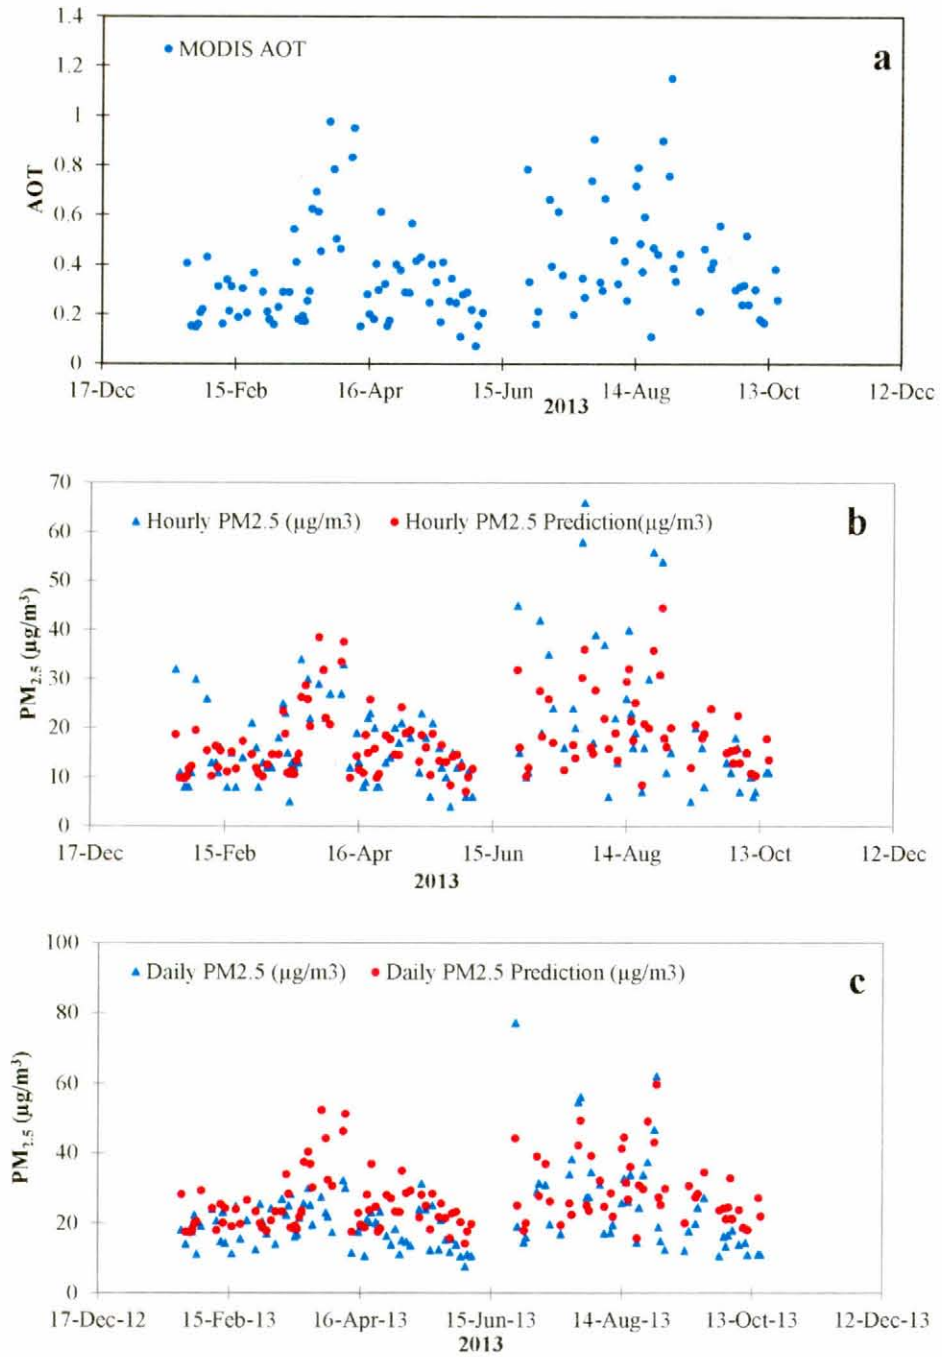 1.4
MODIS AOT
a
1.2
1
0.8
AOT
0.6
0.4
0.2
0
17-Dec 15-Feb 16-Apr 15-Jun 14-Aug 13-Oct 12-Dec
2013
70
Hourly PM2.5 (µg/m3) Hourly PM2.5 Prediction(µg/m3)
b
60
50
PM2.5 (µg/m³)
40
30
20
10
0
17-Dec 15-Feb 16-Apr 15-Jun 14-Aug 13-Oct 12-Dec
2013
100
Daily PM2.5 (µg/m3) Daily PM2.5 Prediction (µg/m3)
c
80
PM2.5 (µg/m³)
60
40
20
0
17-Dec-12 15-Feb-13 16-Apr-13 15-Jun-13 14-Aug-13 13-Oct-13 12-Dec-13
2013